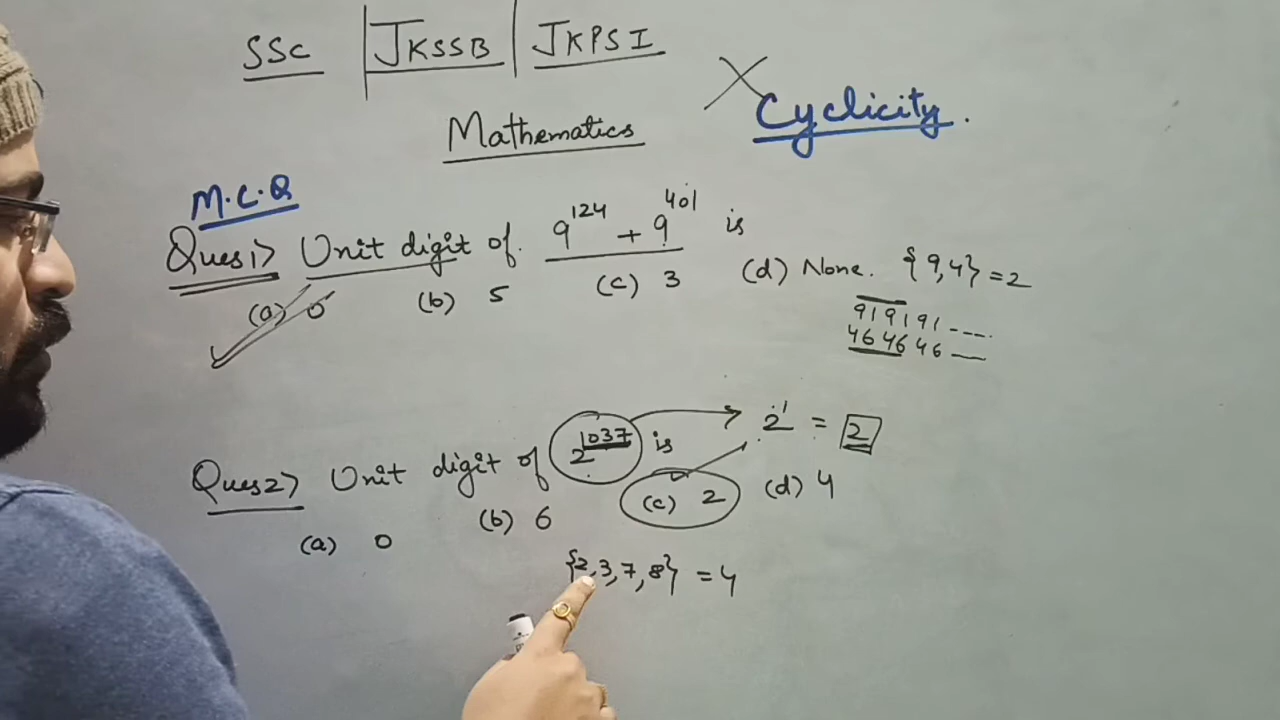 SSC | JKSSB | JKPSI
Mathematics
Cyclicity.
M.C.Q
Ques1> Unit digit of 9^124 + 9^401 is
(a) 0 (b) 5 (c) 3 (d) None. {9,4} = 2
919191----
464646—
Ques2> Unit digit of 2^1037 is → 2^1 = 2
(a) 0 (b) 6 (c) 2 (d) 4
{2,3,7,8} = 4